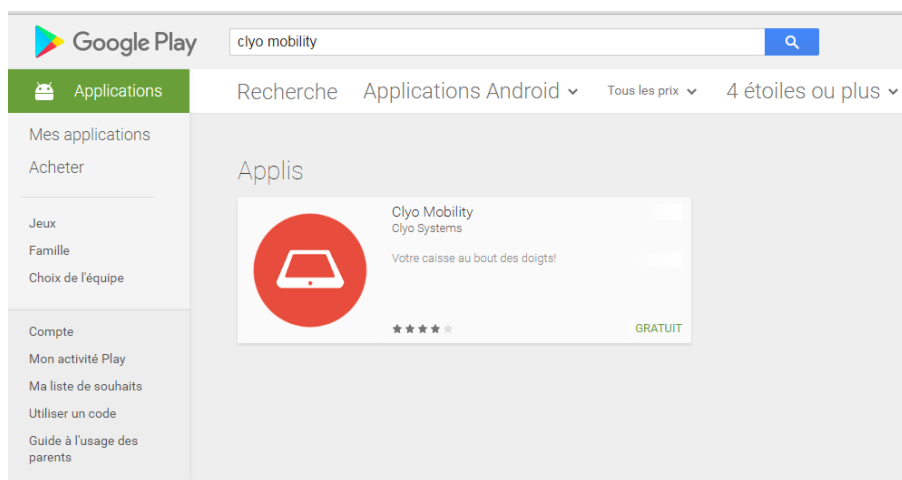 Google Play
clyo mobility
Applications
Recherche
Applications Android
Tous les prix
4 étoiles ou plus
Mes applications
Acheter
Jeux
Famille
Choix de l'équipe
Compte
Mon activité Play
Ma liste de souhaits
Utiliser un code
Guide à l'usage des
parents
Applis
Clyo Mobility
Clyo Systems
Votre caisse au bout des doigts!
GRATUIT